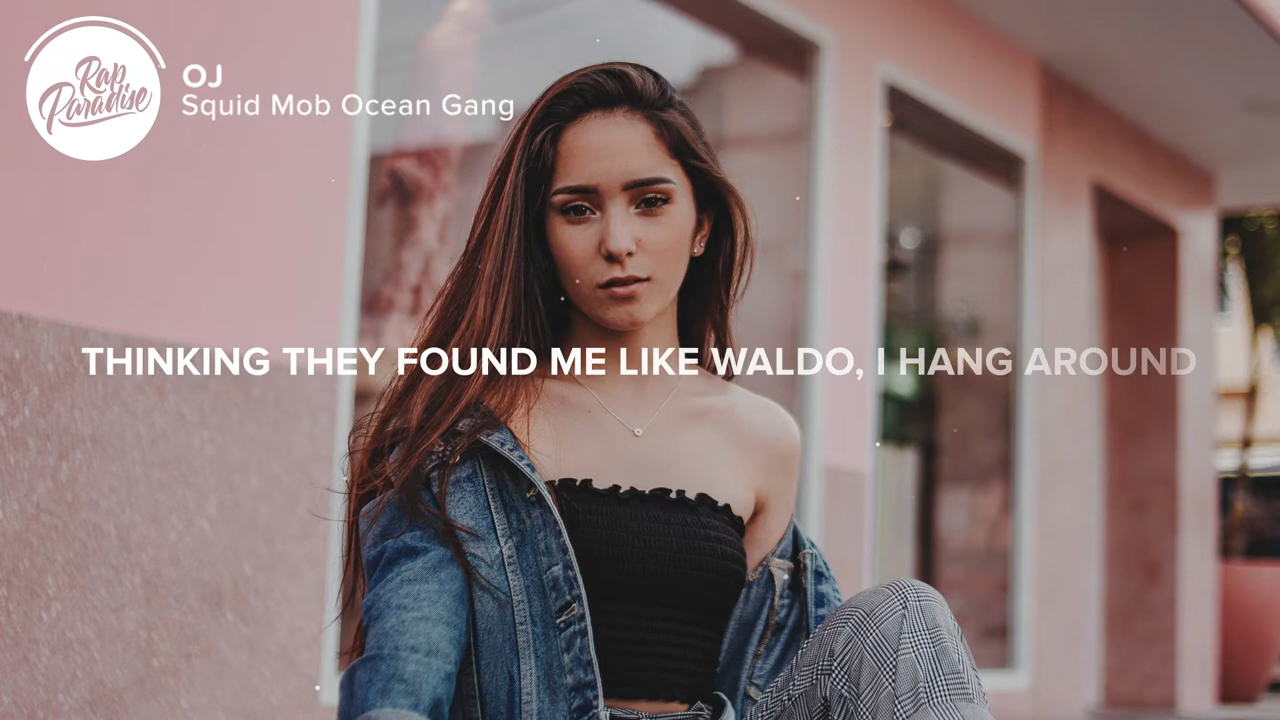 Rap
Paradise
OJ
Squid Mob Ocean Gang
THINKING THEY FOUND ME LIKE WALDO, I HANG AROUND